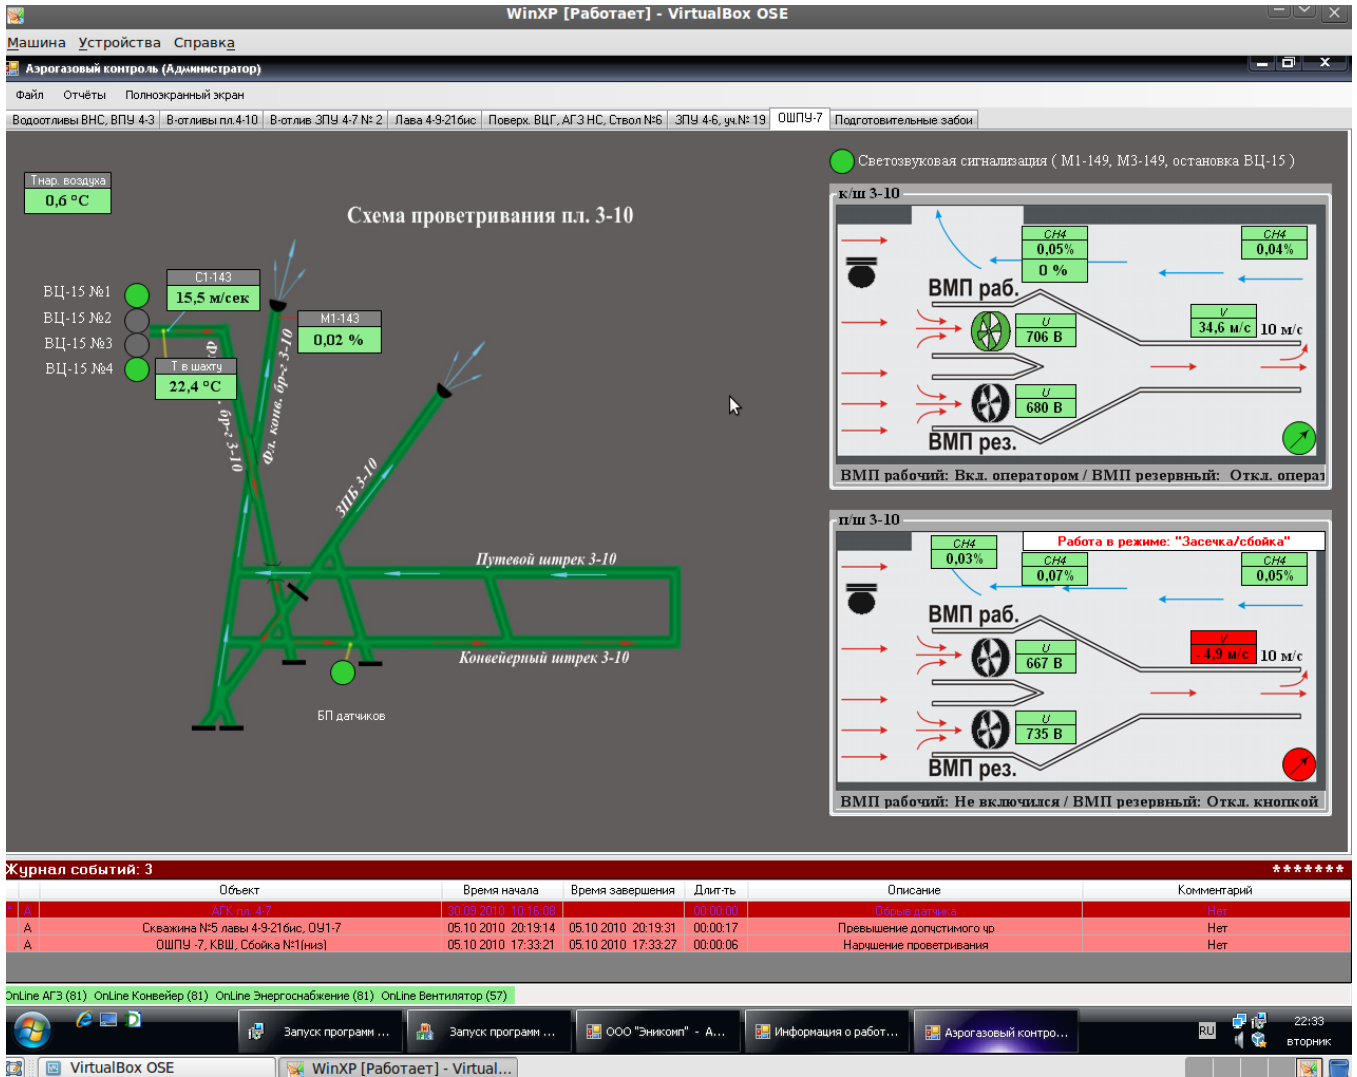 WinXP [Работает] - VirtualBox OSE
Машина Устройства Справка
Аэрогазовый контроль (Администратор)
Файл Отчёты Полноэкранный экран
Водоотливы ВНС, ВПУ 4-3 В-отливы пл.4-10 В-отлив ЗПУ 4-7 № 2 Лава 4-9-21бис Поверх. ВЦГ, АГЗ НС, Ствол №6 ЗПУ 4-6, уч.№ 19 ОШПУ-7 Подготовительные забои
Светозвуковая сигнализация ( М1-149, М3-149, остановка ВЦ-15 )
Тнар. воздуха
0,6 °C
Схема проветривания пл. 3-10
ВЦ-15 №1
ВЦ-15 №2
ВЦ-15 №3
ВЦ-15 №4
С1-143
15,5 м/сек
М1-143
0,02 %
Т в шахту
22,4 °C
бр-г 3-10
Фл. конв. бр-г 3-10
ЗПБ 3-10
Путевой штрек 3-10
Конвейерный штрек 3-10
БП датчиков
к/ш 3-10
CH4
0,05%
0 %
CH4
0,04%
ВМП раб.
U
706 В
V
34,6 м/с 10 м/с
U
680 В
ВМП рез.
ВМП рабочий: Вкл. оператором / ВМП резервный: Откл. операт
п/ш 3-10
Работа в режиме: "Засечка/сбойка"
CH4
0,03%
CH4
0,07%
CH4
0,05%
ВМП раб.
U
667 В
V
- 4,9 м/с 10 м/с
U
735 В
ВМП рез.
ВМП рабочий: Не включился / ВМП резервный: Откл. кнопкой
Журнал событий: 3 *******
Объект Время начала Время завершения Длит-ть Описание Комментарий
* А АГК пл. 4-7 30.09.2010 10:16:08 00:00:00 Обрыв датчика Нет
А Скважина №5 лавы 4-9-21бис, ОУ1-7 05.10.2010 20:19:14 05.10.2010 20:19:31 00:00:17 Превышение допустимого ур Нет
А ОШПУ -7, КВШ, Сбойка №1(низ) 05.10.2010 17:33:21 05.10.2010 17:33:27 00:00:06 Нарушение проветривания Нет
OnLine АГЗ (81) OnLine Конвейер (81) OnLine Энергоснабжение (81) OnLine Вентилятор (57)
Запуск программ ... Запуск программ ... ООО "Эникомп" - А... Информация о работ... Аэрогазовый контро... RU 22:33
вторник
VirtualBox OSE WinXP [Работает] - Virtual...